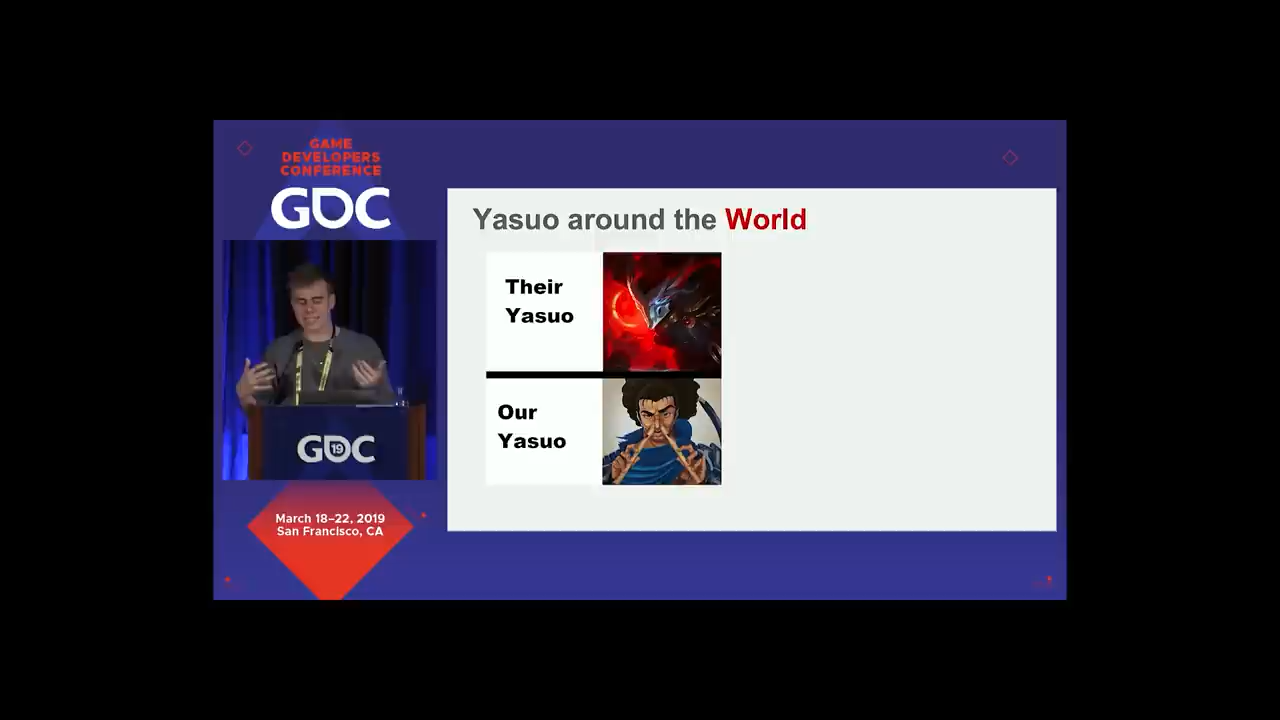 GAME
DEVELOPERS
CONFERENCE
GDC
Yasuo around the World
Their
Yasuo
Our
Yasuo
GDC
19
March 18–22, 2019
San Francisco, CA